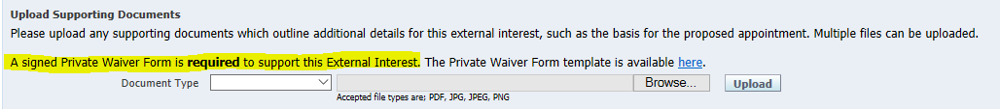 Upload Supporting Documents
Please upload any supporting documents which outline additional details for this external interest, such as the basis for the proposed appointment. Multiple files can be uploaded.
A signed Private Waiver Form is required to support this External Interest. The Private Waiver Form template is available here.
Document Type Browse... Upload
Accepted file types are; PDF, JPG, JPEG, PNG